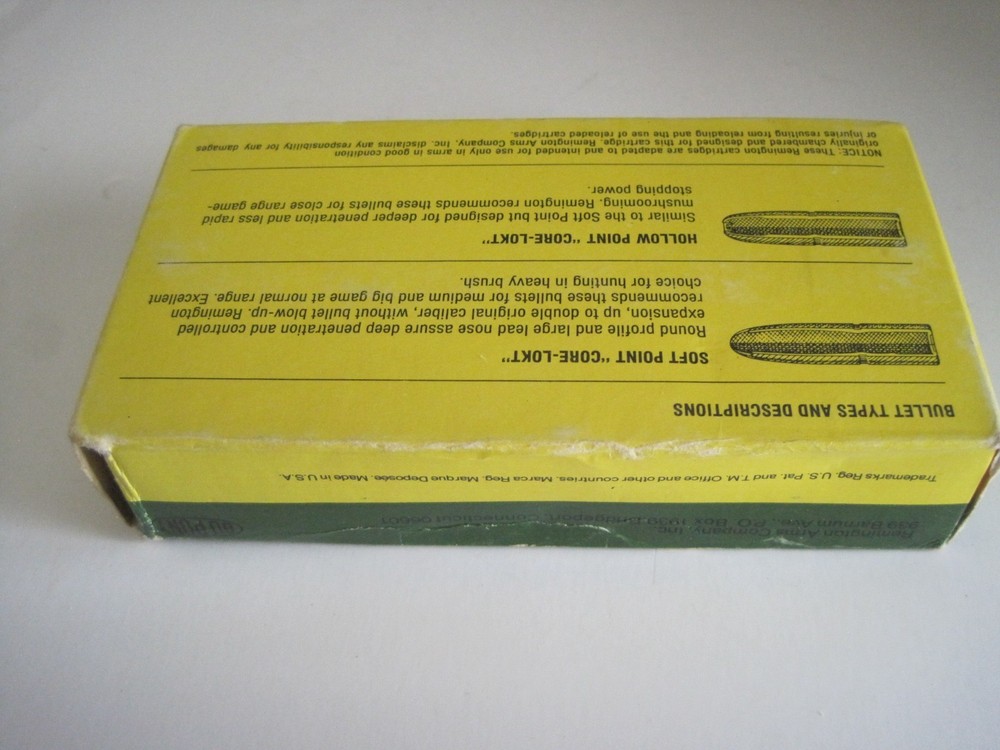 BULLET TYPES AND DESCRIPTIONS
SOFT POINT "CORE-LOKT"
Round profile and large lead nose assure deep penetration and controlled
expansion, up to double original caliber, without bullet blow-up. Remington
recommends these bullets for medium and big game at normal range. Excellent
choice for hunting in heavy brush.
HOLLOW POINT "CORE-LOKT"
Similar to the Soft Point but designed for deeper penetration and less rapid
mushrooming. Remington recommends these bullets for close range game-
stopping power.
NOTICE: These Remington cartridges are adapted to and intended for use only in arms in good condition
originally chambered and designed for this cartridge. Remington Arms Company, Inc. disclaims any responsibility for any damages
or injuries resulting from reloading and the use of reloaded cartridges.
Remington Arms Company, Inc.
939 Barnum Ave., P.O. Box 1939 Bridgeport, Connecticut 06601
DU PONT
Trademarks Reg. U.S. Pat. and T.M. Office and other countries. Marca Reg. Marque Deposée. Made in U.S.A.